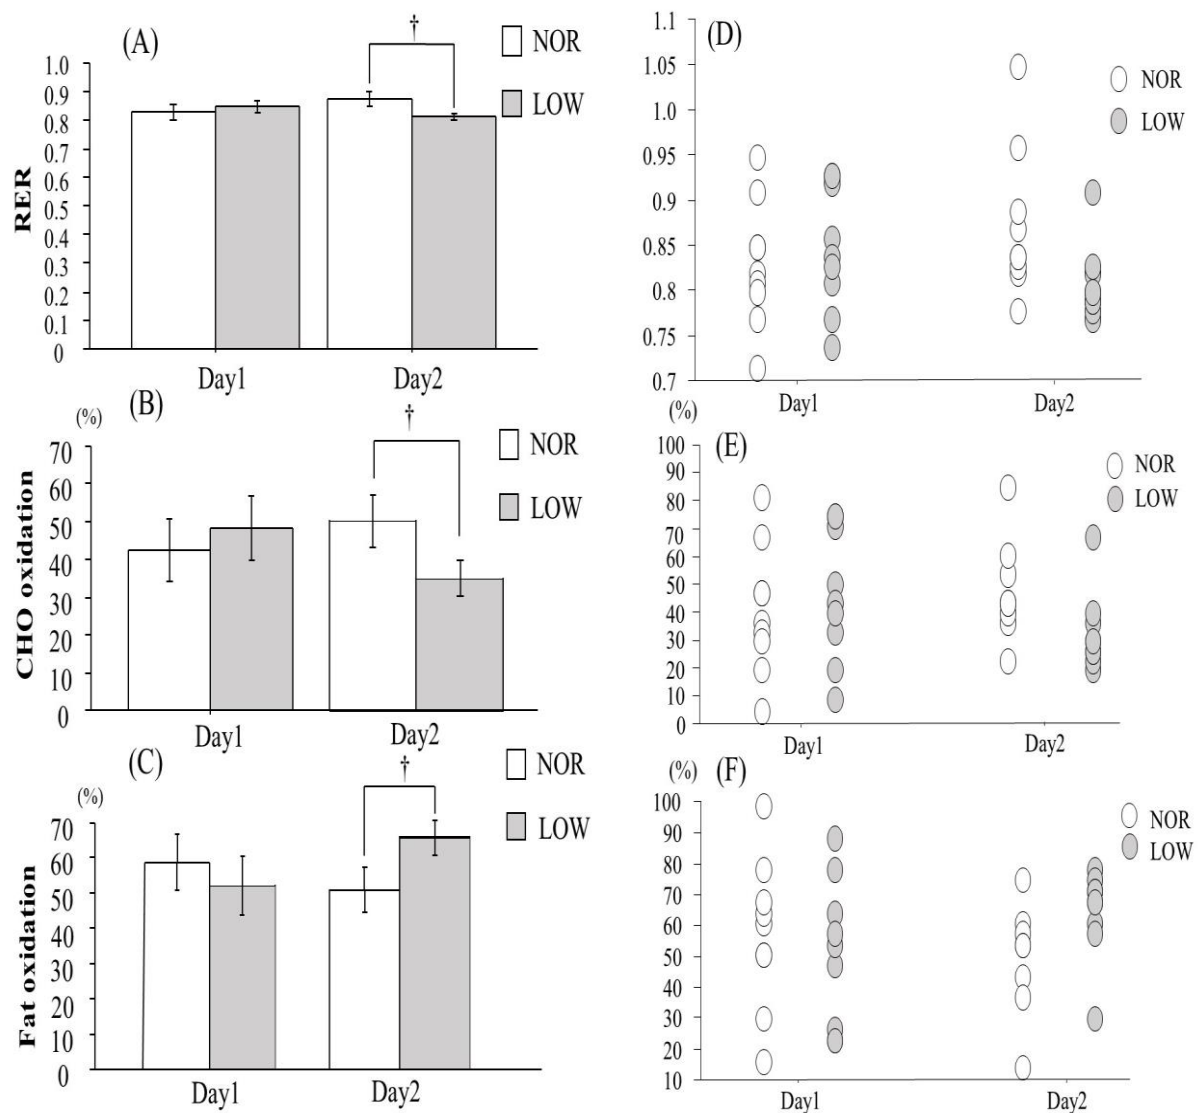 (A)
†
NOR
LOW
RER
1.0
0.9
0.8
0.7
0.6
0.5
0.4
0.3
0.2
0.1
0
Day1
Day2
(B)
(%)
†
NOR
LOW
CHO oxidation
70
60
50
40
30
20
10
0
Day1
Day2
(C)
(%)
†
NOR
LOW
Fat oxidation
70
60
50
40
30
20
10
0
Day1
Day2
(D)
NOR
LOW
1.1
1.05
1.0
0.95
0.9
0.85
0.8
0.75
0.7
Day1
Day2
(%)
(E)
NOR
LOW
100
90
80
70
60
50
40
30
20
10
0
Day1
Day2
(%)
(F)
NOR
LOW
100
90
80
70
60
50
40
30
20
10
Day1
Day2